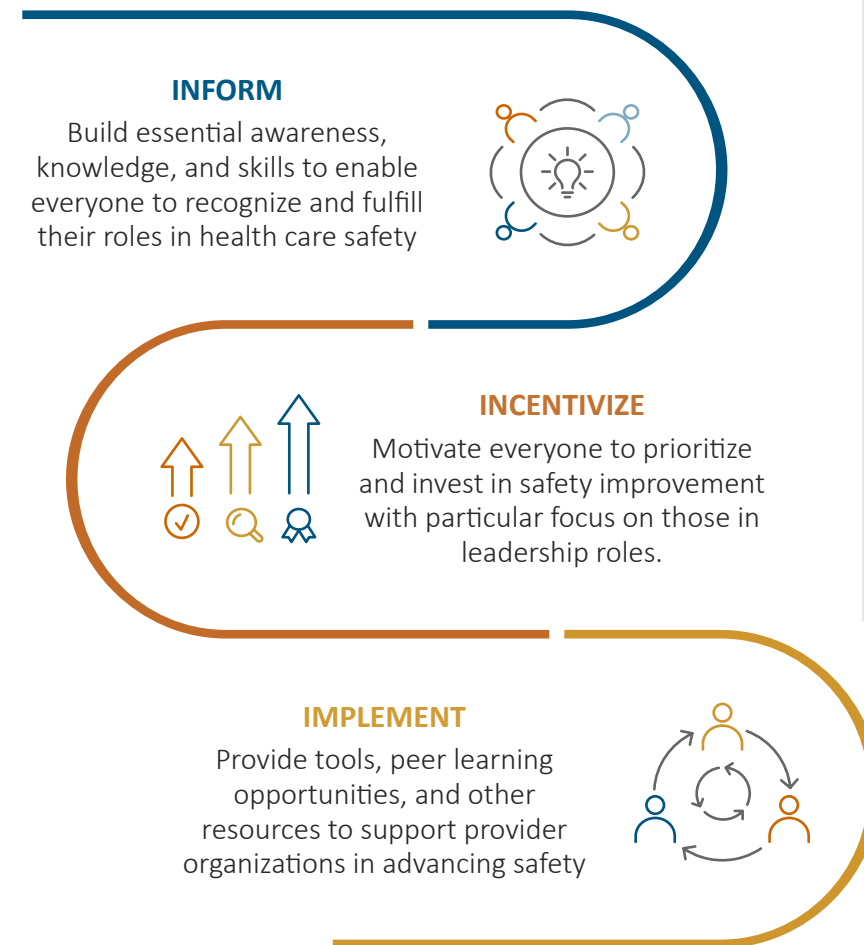 INFORM
Build essential awareness,
knowledge, and skills to enable
everyone to recognize and fulfill
their roles in health care safety
INCENTIVIZE
Motivate everyone to prioritize
and invest in safety improvement
with particular focus on those in
leadership roles.
IMPLEMENT
Provide tools, peer learning
opportunities, and other
resources to support provider
organizations in advancing safety